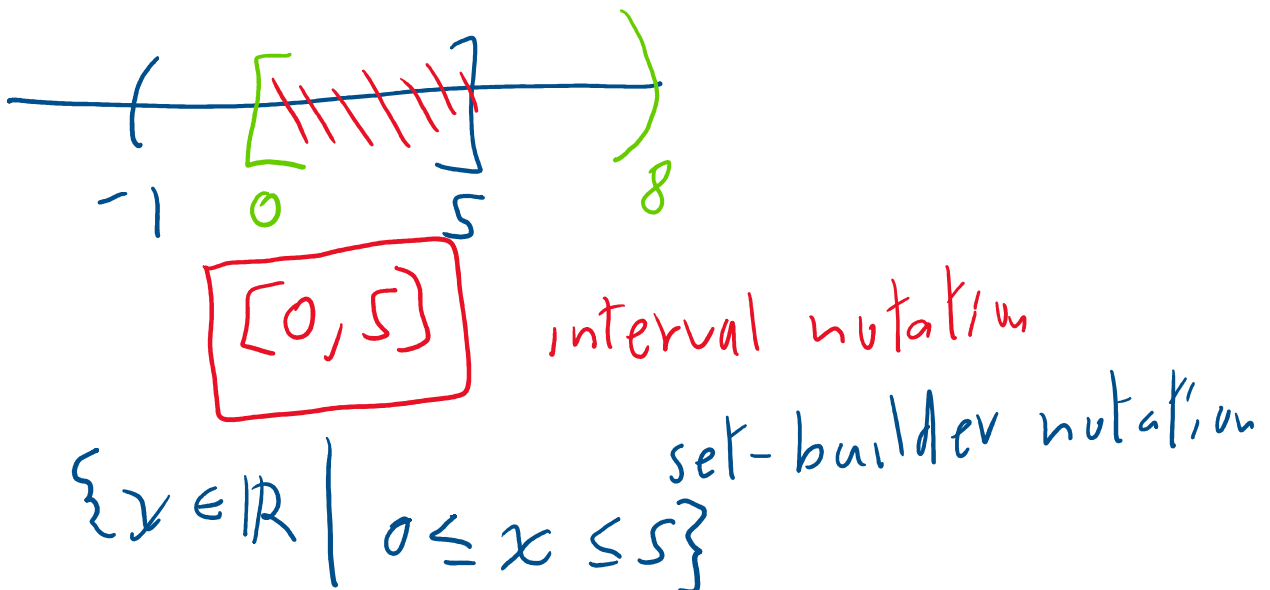 -1 0 5 8
[0, 5] interval notation
set-builder notation
{x ∈ ℝ | 0 ≤ x ≤ 5}